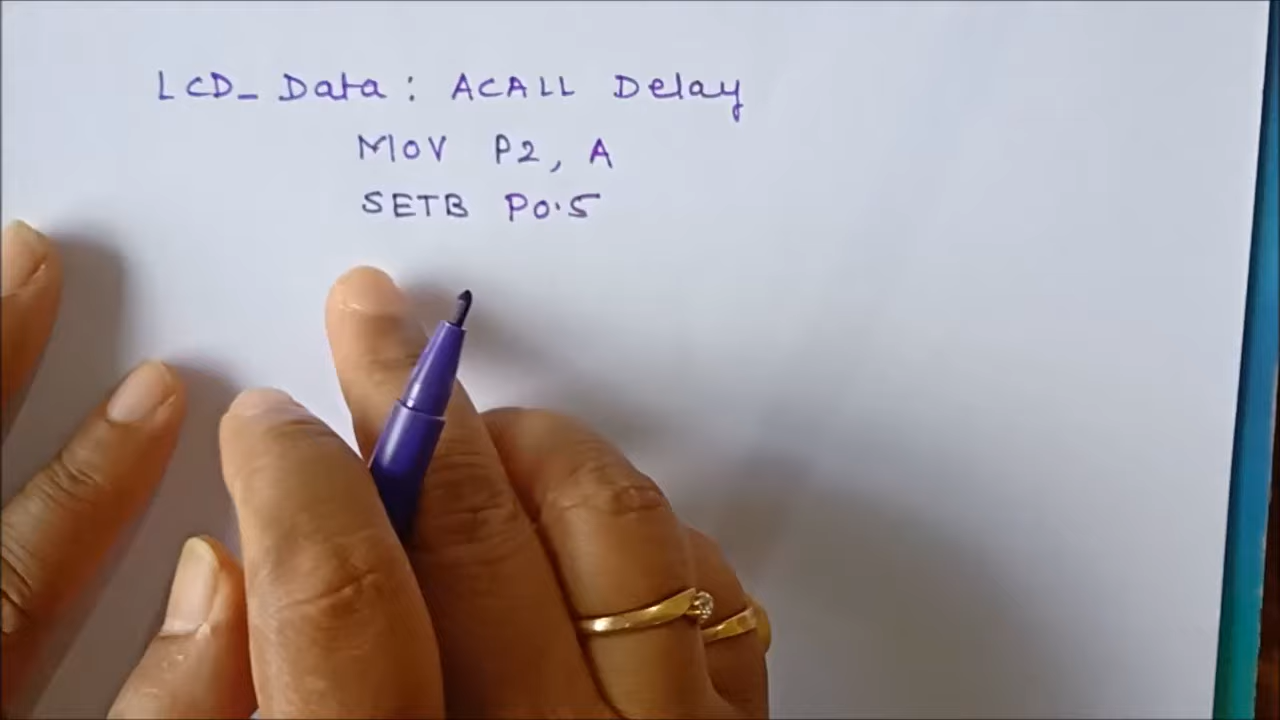 LCD_ Data : ACALL Delay
MOV P2, A
SETB P0.5